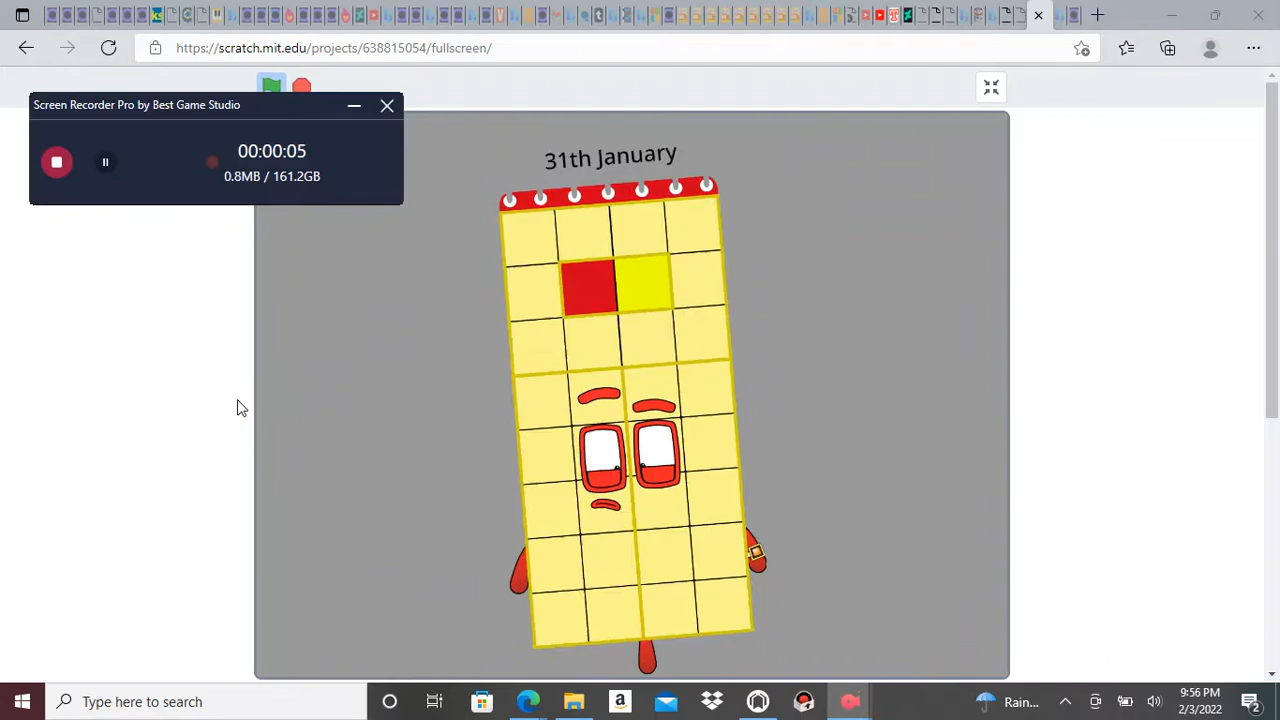 https://scratch.mit.edu/projects/638815054/fullscreen/
Screen Recorder Pro by Best Game Studio
00:00:05
0.8MB / 161.2GB
31th January
Type here to search
Rain...
9:56 PM
2/3/2022
2